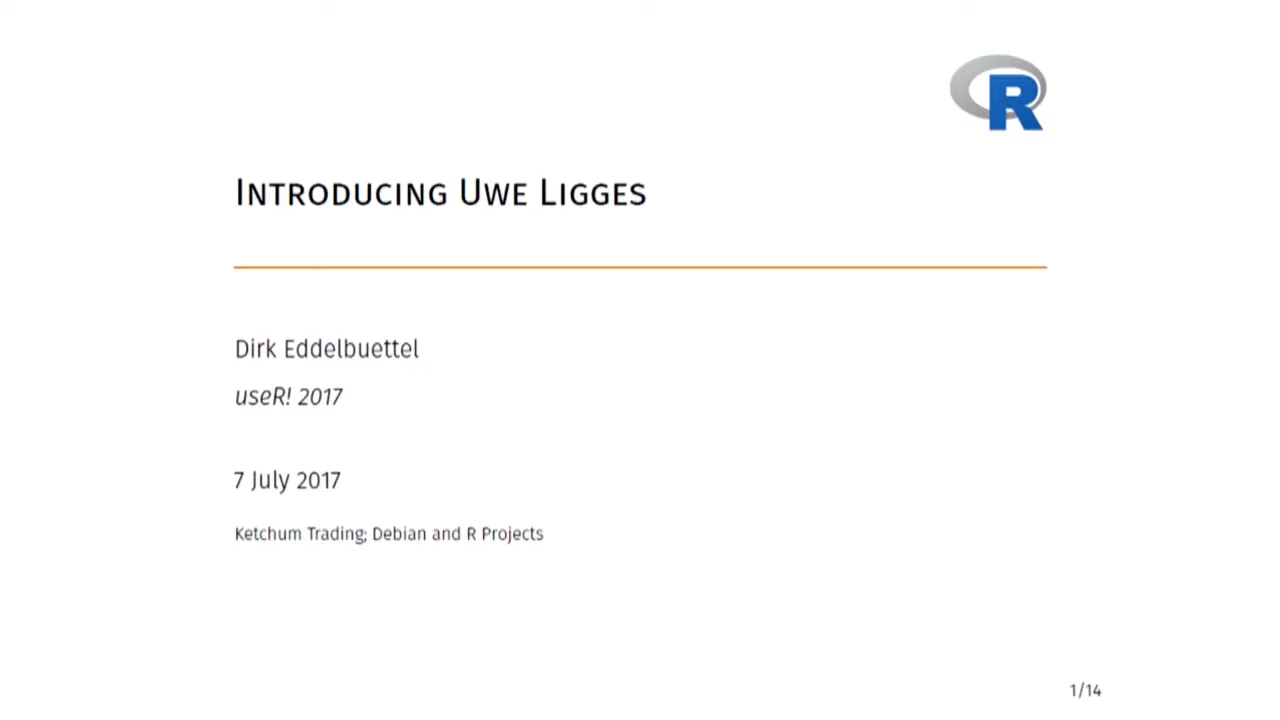 R
Introducing Uwe Ligges
Dirk Eddelbuettel
useR! 2017
7 July 2017
Ketchum Trading; Debian and R Projects
1/14